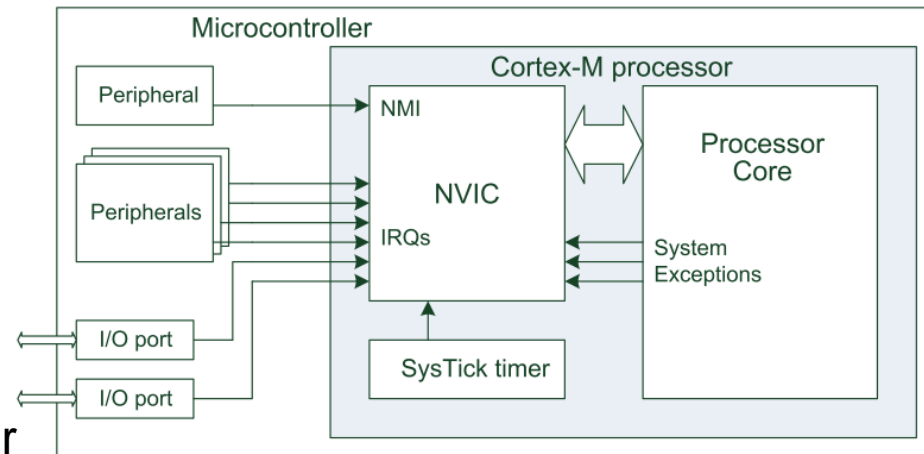 Microcontroller
Cortex-M processor
Peripheral
NMI
Processor
Core
NVIC
Peripherals
IRQs
System
Exceptions
I/O port
SysTick timer
I/O port
r